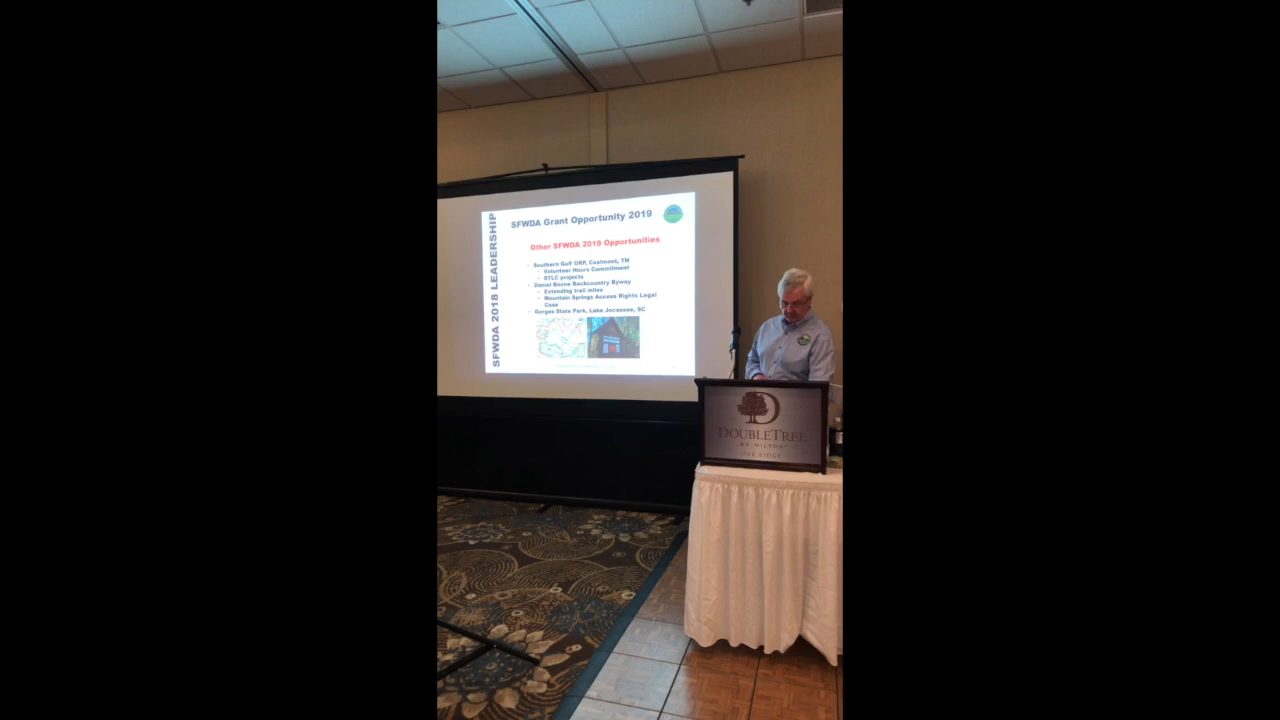 SFWDA 2018 LEADERSHIP
SFWDA Grant Opportunity 2019
Other SFWDA 2019 Opportunities
• Southern Gulf ORP, Coalmont, TN
• Volunteer Hours Commitment
• STLC projects
• Daniel Boone Backcountry Byway
• Extending trail miles
• Mountain Springs Access Rights Legal
Case
• Gorges State Park, Lake Jocassee, SC
D
DOUBLETREE
BY HILTON
OAK RIDGE